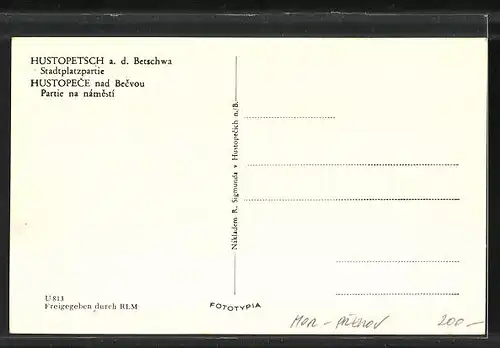 HUSTOPETSCH a. d. Betschwa
Stadtplatzpartie
HUSTOPEČE nad Bečvou
Partie na náměstí
Nákladem R. Sigmunda v Hustopečích n./B.
U 813
Freigegeben durch RLM
FOTOTYPIA
MOR - PŘEROV
200-